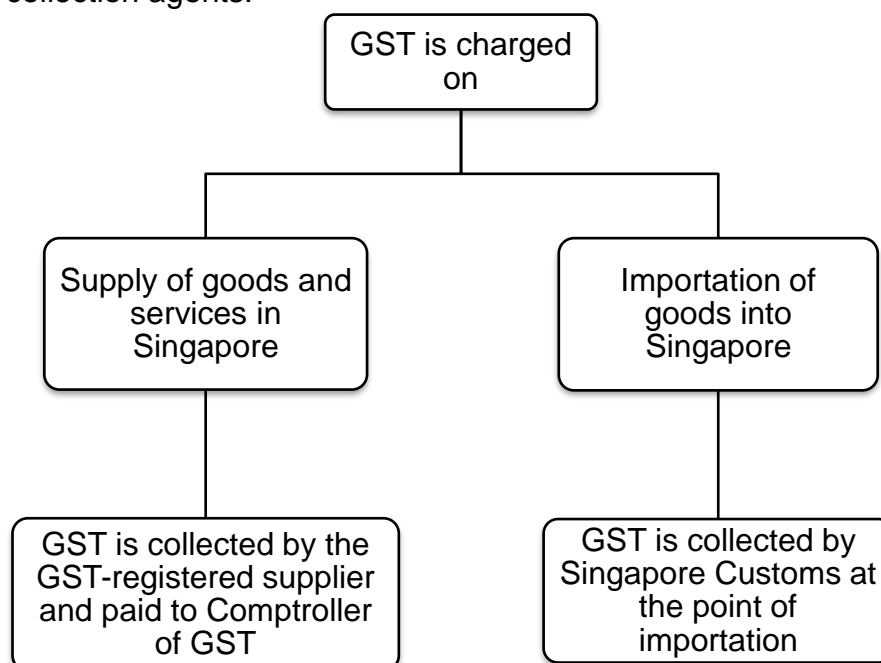 collection agents.
GST is charged
on
Supply of goods and
services in
Singapore
Importation of
goods into
Singapore
GST is collected by the
GST-registered supplier
and paid to Comptroller
of GST
GST is collected by
Singapore Customs at
the point of
importation